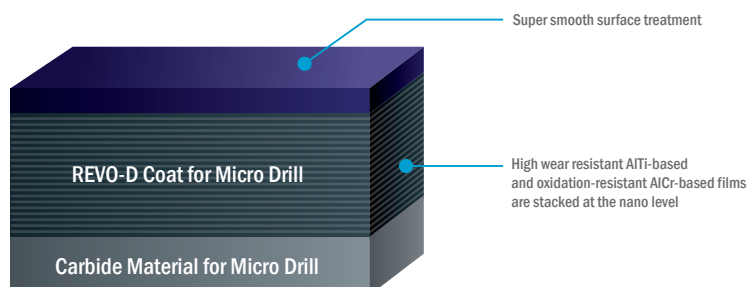 Super smooth surface treatment
REVO-D Coat for Micro Drill
High wear resistant AlTi-based
and oxidation-resistant AlCr-based films
are stacked at the nano level
Carbide Material for Micro Drill